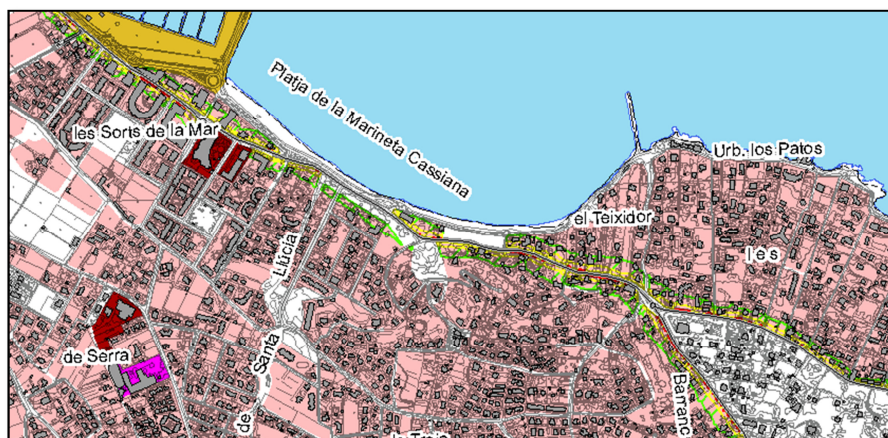 Platja de la Marineta Cassiana
les Sorts de la Mar
Urb. los Patos
el Teixidor
les
Llúcia
Santa
de
de Serra
Barranc